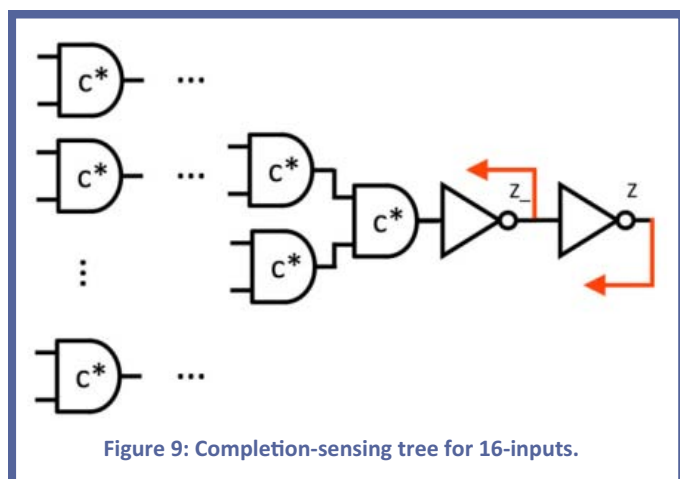 C*
...
C*
...
C*
Z_
Z
C*
C*
...
C*
...
Figure 9: Completion-sensing tree for 16-inputs.